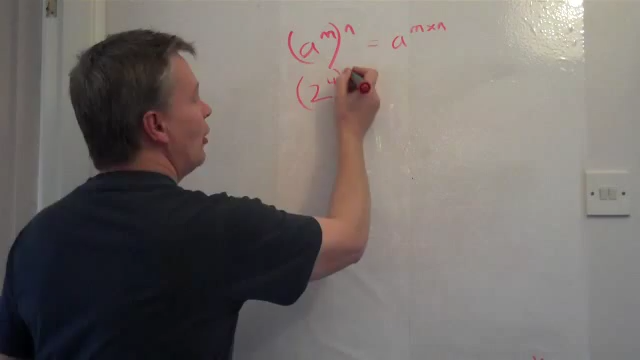 (a^m)^n = a^{m×n}
(2^4)